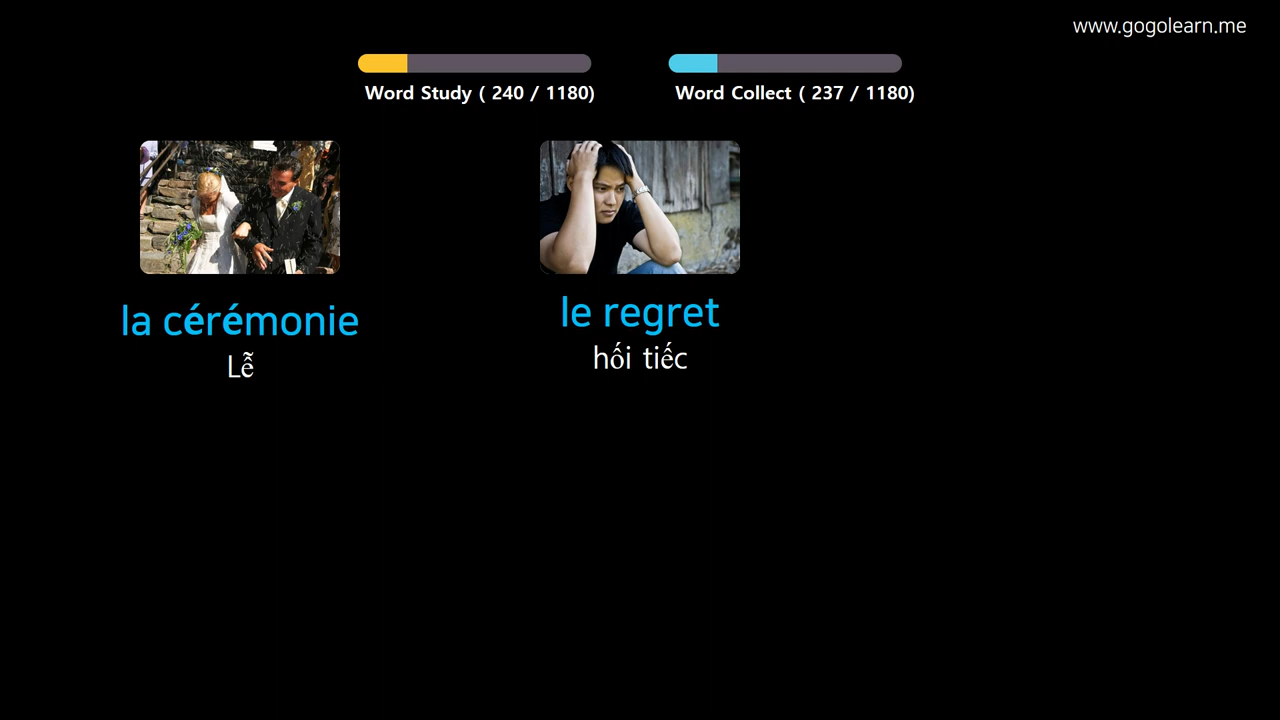 www.gogolearn.me
Word Study ( 240 / 1180)
Word Collect ( 237 / 1180)
la cérémonie
Lễ
le regret
hối tiếc